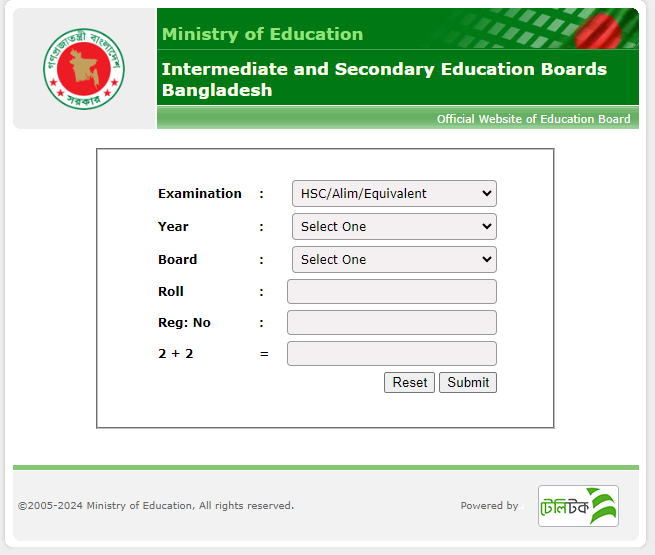 গণপ্রজাতন্ত্রী বাংলাদেশ
সরকার
Ministry of Education
Intermediate and Secondary Education Boards
Bangladesh
Official Website of Education Board
Examination : HSC/Alim/Equivalent
Year : Select One
Board : Select One
Roll :
Reg: No :
2 + 2 =
Reset Submit
©2005-2024 Ministry of Education, All rights reserved.
Powered by
টেলিটক